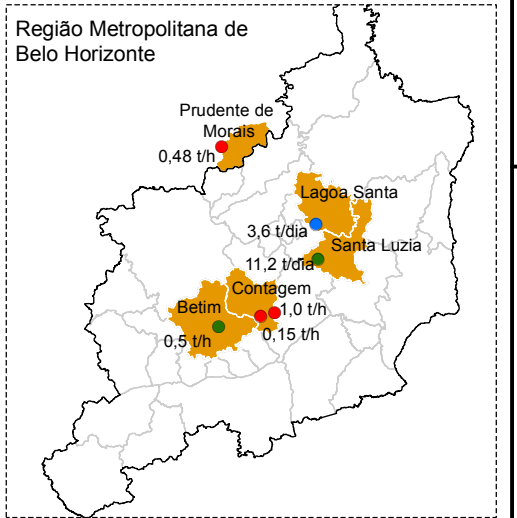 Região Metropolitana de
Belo Horizonte
Prudente de
Morais
0,48 t/h
Lagoa Santa
3,6 t/dia
Santa Luzia
11,2 t/dia
Contagem
Betim
1,0 t/h
0,15 t/h
0,5 t/h